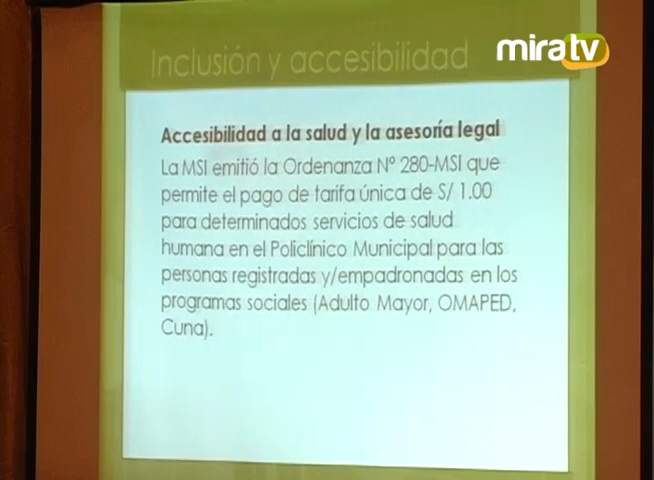 Inclusión y accesibilidad
miratv
Accesibilidad a la salud y la asesoría legal
La MSI emitió la Ordenanza Nº 280-MSI que
permite el pago de tarifa única de S/ 1.00
para determinados servicios de salud
humana en el Policlínico Municipal para las
personas registradas y/empadronadas en los
programas sociales (Adulto Mayor, OMAPED,
Cuna).